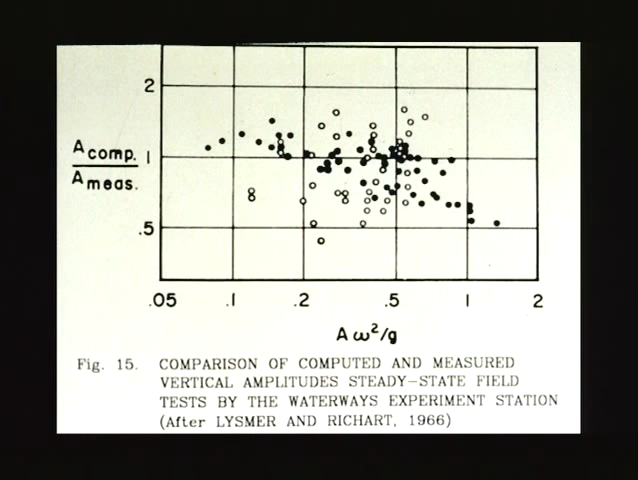 2
A comp.
A meas.
1
.5
.05 .1 .2 .5 1 2
A ω²/g
Fig. 15. COMPARISON OF COMPUTED AND MEASURED
VERTICAL AMPLITUDES STEADY-STATE FIELD
TESTS BY THE WATERWAYS EXPERIMENT STATION
(After LYSMER AND RICHART, 1966)